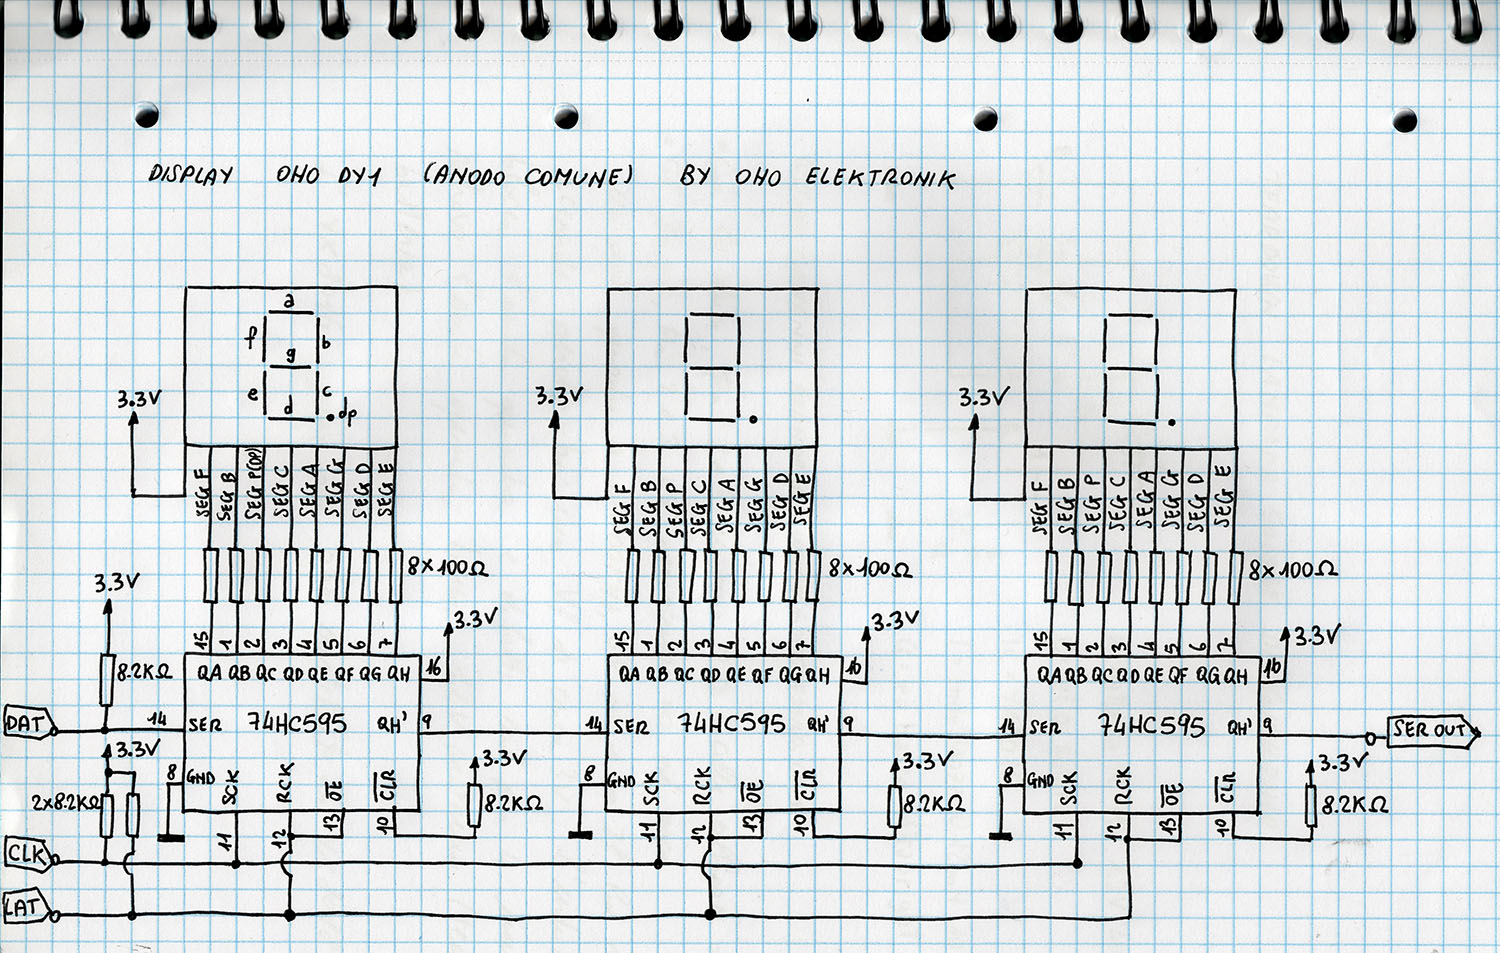 DISPLAY OHO DY1 (ANODO COMUNE) BY OHO ELEKTRONIK
a
f
b
g
e
c
d
dp
3.3V
3.3V
3.3V
SEG F
SEG B
SEG P(DP)
SEG C
SEG A
SEG G
SEG D
SEG E
SEG F
SEG B
SEG P
SEG C
SEG A
SEG G
SEG D
SEG E
SEG F
SEG B
SEG P
SEG C
SEG A
SEG G
SEG D
SEG E
8×100Ω
8×100Ω
8×100Ω
3.3V
3.3V
3.3V
3.3V
15 1 2 3 4 5 6 7
16
15 1 2 3 4 5 6 7
16
15 1 2 3 4 5 6 7
16
8.2KΩ
QA QB QC QD QE QF QG QH
QA QB QC QD QE QF QG QH
QA QB QC QD QE QF QG QH
DAT
14
SER
74HC595
QH'
9
14
SER
74HC595
QH'
9
14
SER
74HC595
QH'
9
SER OUT
3.3V
3.3V
3.3V
3.3V
8
GND
SCK
RCK
OE
CLR
8
GND
SCK
RCK
OE
CLR
8
GND
SCK
RCK
OE
CLR
2×8.2KΩ
8.2KΩ
8.2KΩ
8.2KΩ
11
12
13
10
11
12
13
10
11
12
13
10
CLK
LAT